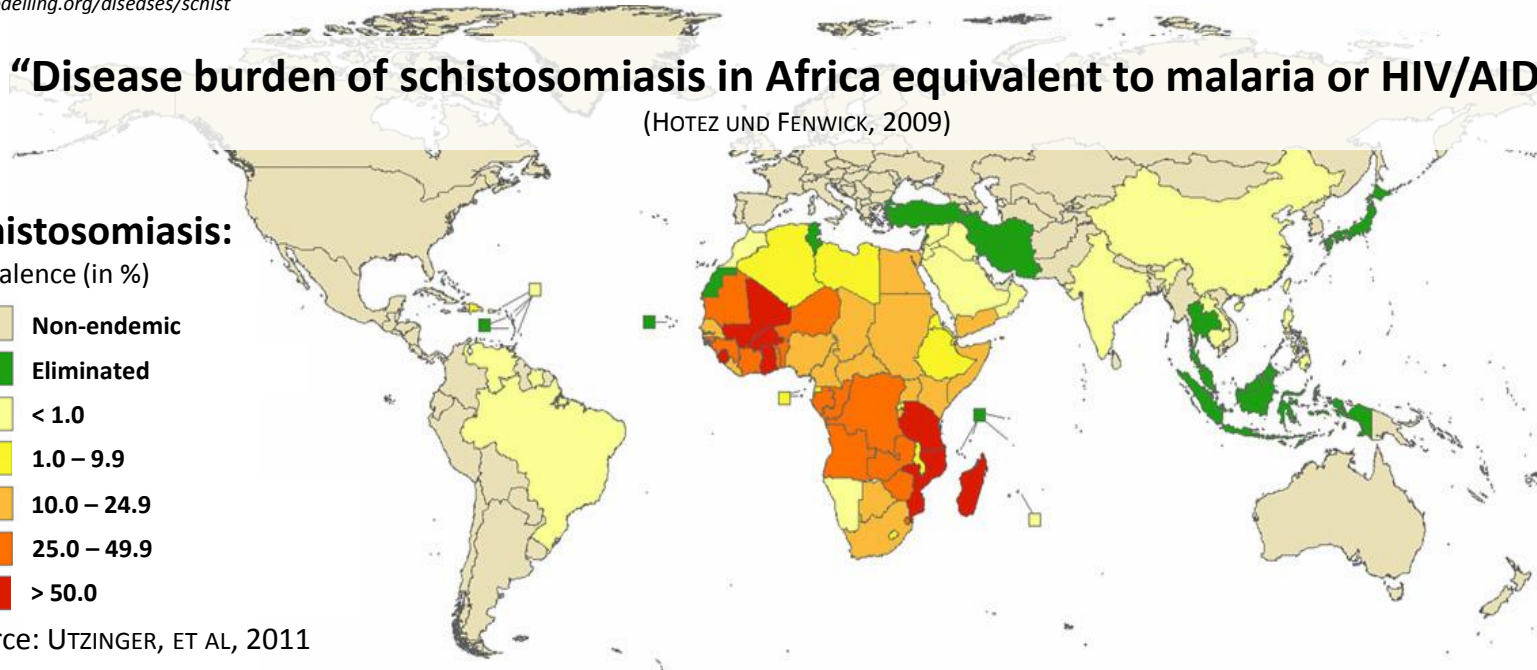 delling.org/diseases/schist
“Disease burden of schistosomiasis in Africa equivalent to malaria or HIV/AID
(HOTEZ UND FENWICK, 2009)
histosomiasis:
alence (in %)
Non-endemic
Eliminated
< 1.0
1.0 – 9.9
10.0 – 24.9
25.0 – 49.9
> 50.0
rce: UTZINGER, ET AL, 2011